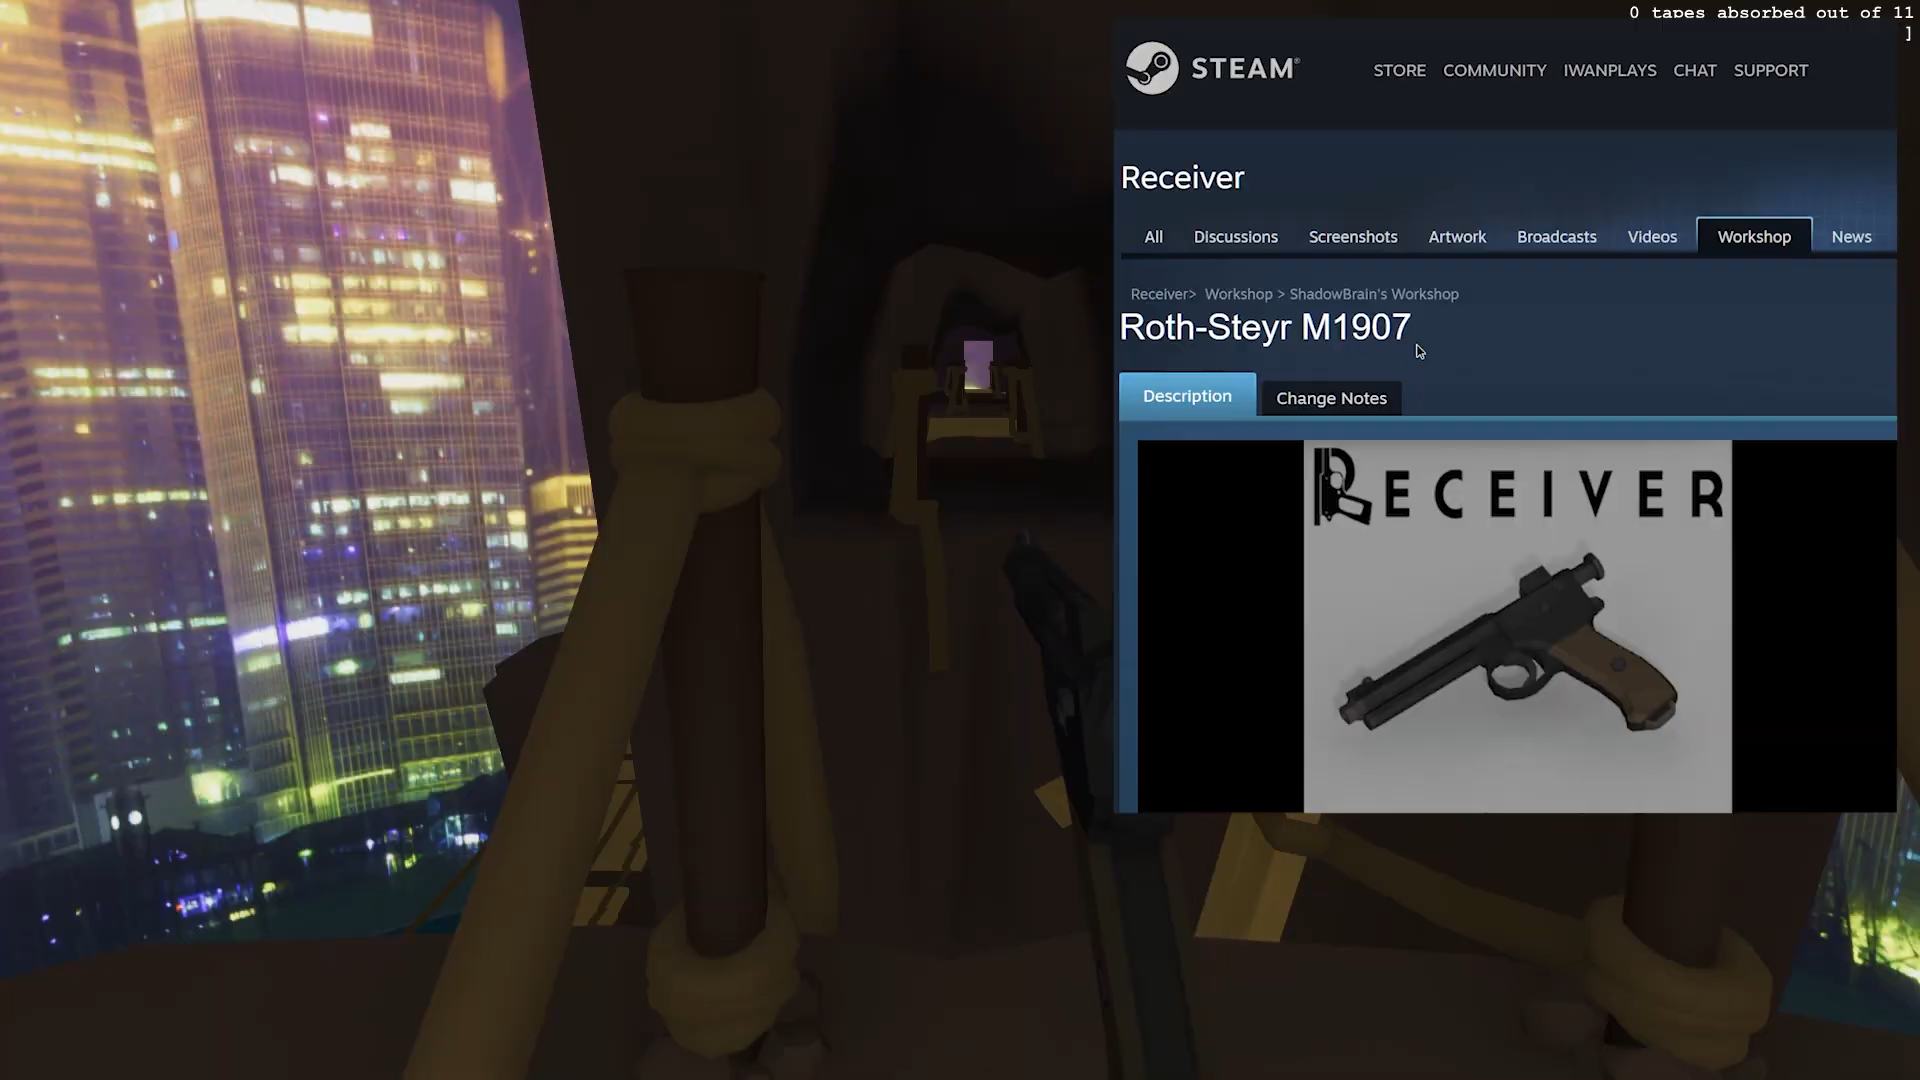 0 tapes absorbed out of 11
]
STEAM®
STORE COMMUNITY IWANPLAYS CHAT SUPPORT
Receiver
All Discussions Screenshots Artwork Broadcasts Videos Workshop News
Receiver> Workshop > ShadowBrain's Workshop
Roth-Steyr M1907
Description Change Notes
RECEIVER